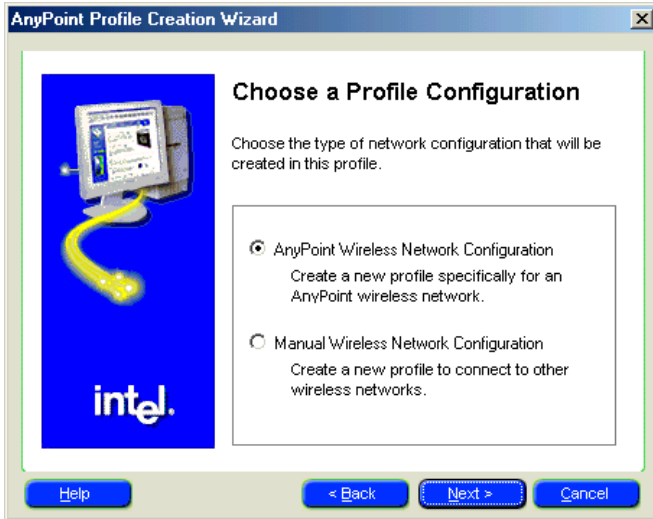 AnyPoint Profile Creation Wizard
Choose a Profile Configuration
Choose the type of network configuration that will be
created in this profile.
AnyPoint Wireless Network Configuration
Create a new profile specifically for an
AnyPoint wireless network.
Manual Wireless Network Configuration
Create a new profile to connect to other
wireless networks.
intel.
Help
< Back
Next >
Cancel